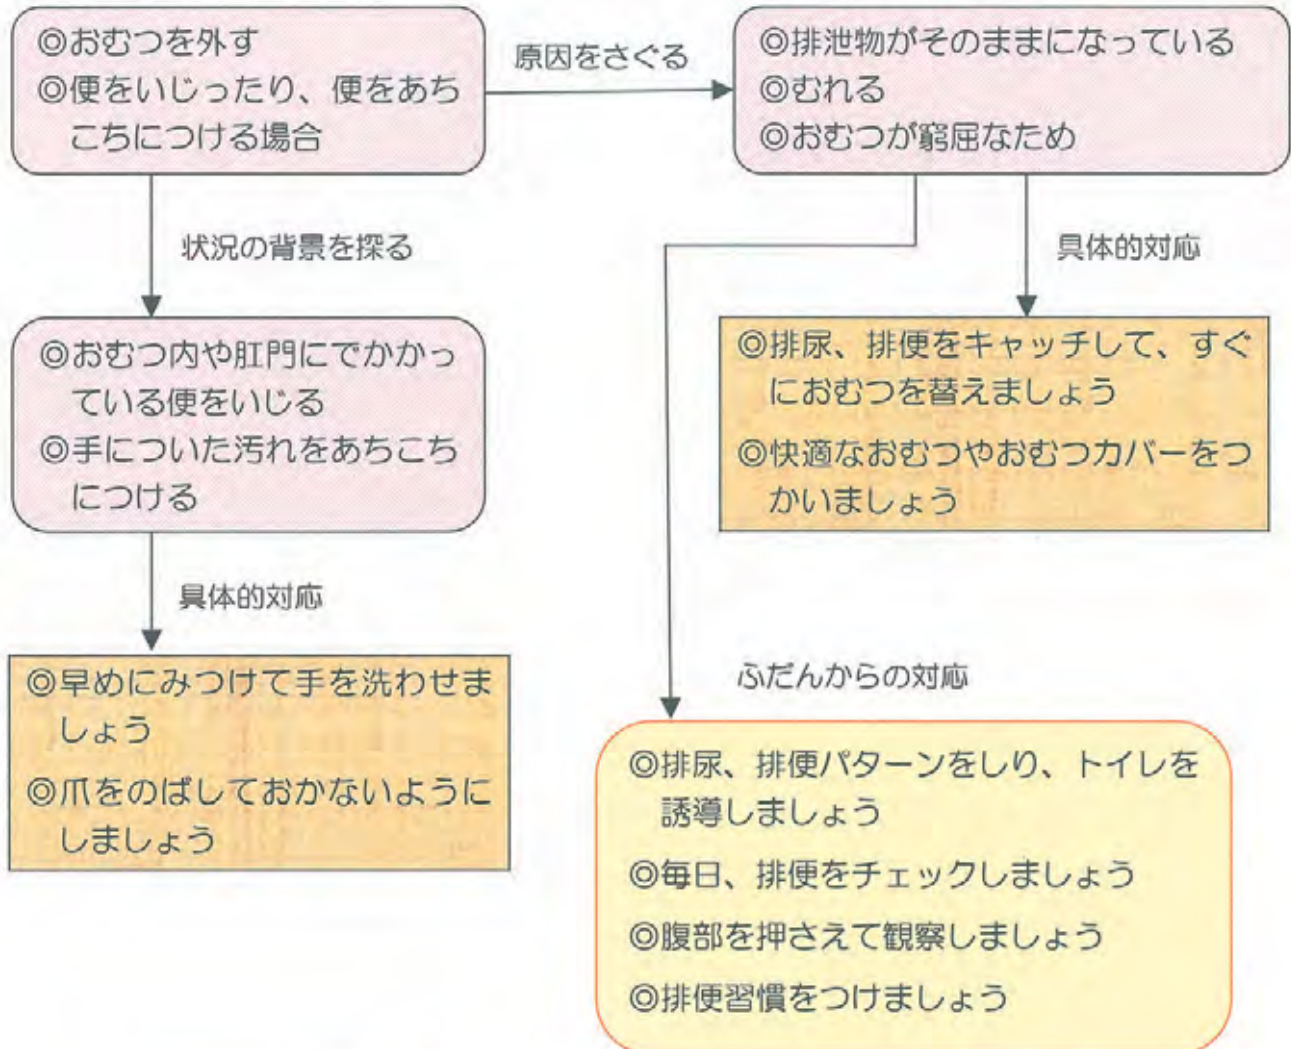 ◎おむつを外す
◎便をいじったり、便をあち
こちにつける場合
原因をさぐる
◎排泄物がそのままになっている
◎むれる
◎おむつが窮屈なため
状況の背景を探る
具体的対応
◎おむつ内や肛門にでかかっ
ている便をいじる
◎手についた汚れをあちこち
につける
◎排尿、排便をキャッチして、すぐ
におむつを替えましょう
◎快適なおむつやおむつカバーをつ
かいましょう
具体的対応
◎早めにみつけて手を洗わせま
しょう
◎爪をのばしておかないように
しましょう
ふだんからの対応
◎排尿、排便パターンをしり、トイレを
誘導しましょう
◎毎日、排便をチェックしましょう
◎腹部を押さえて観察しましょう
◎排便習慣をつけましょう